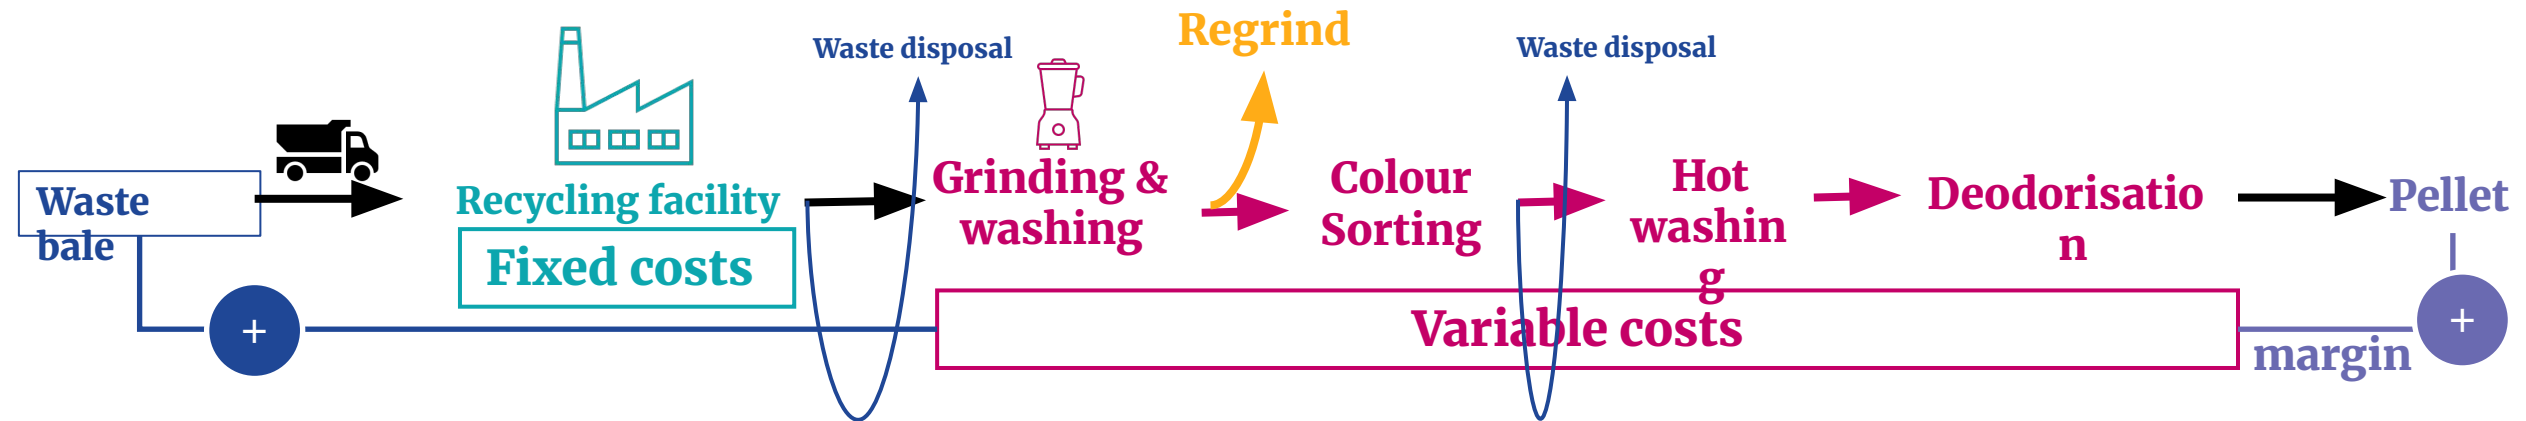 Waste
bale
+
Recycling facility
Fixed costs
Waste disposal
Grinding &
washing
Regrind
Colour
Sorting
Waste disposal
Hot
washin
g
Deodorisatio
n
Variable costs
Pellet
+
margin